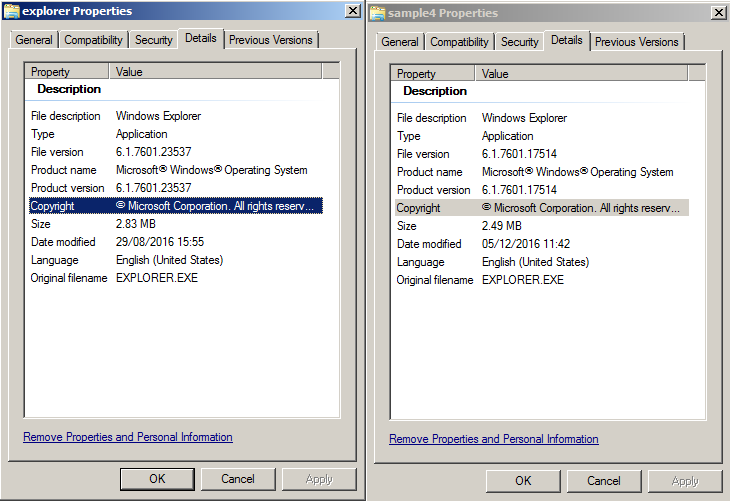 explorer Properties
General Compatibility Security Details Previous Versions
Property Value
Description
File description Windows Explorer
Type Application
File version 6.1.7601.23537
Product name Microsoft® Windows® Operating System
Product version 6.1.7601.23537
Copyright © Microsoft Corporation. All rights reserv...
Size 2.83 MB
Date modified 29/08/2016 15:55
Language English (United States)
Original filename EXPLORER.EXE
Remove Properties and Personal Information
OK Cancel Apply
sample4 Properties
General Compatibility Security Details Previous Versions
Property Value
Description
File description Windows Explorer
Type Application
File version 6.1.7601.17514
Product name Microsoft® Windows® Operating System
Product version 6.1.7601.17514
Copyright © Microsoft Corporation. All rights reserv...
Size 2.49 MB
Date modified 05/12/2016 11:42
Language English (United States)
Original filename EXPLORER.EXE
Remove Properties and Personal Information
OK Cancel Apply